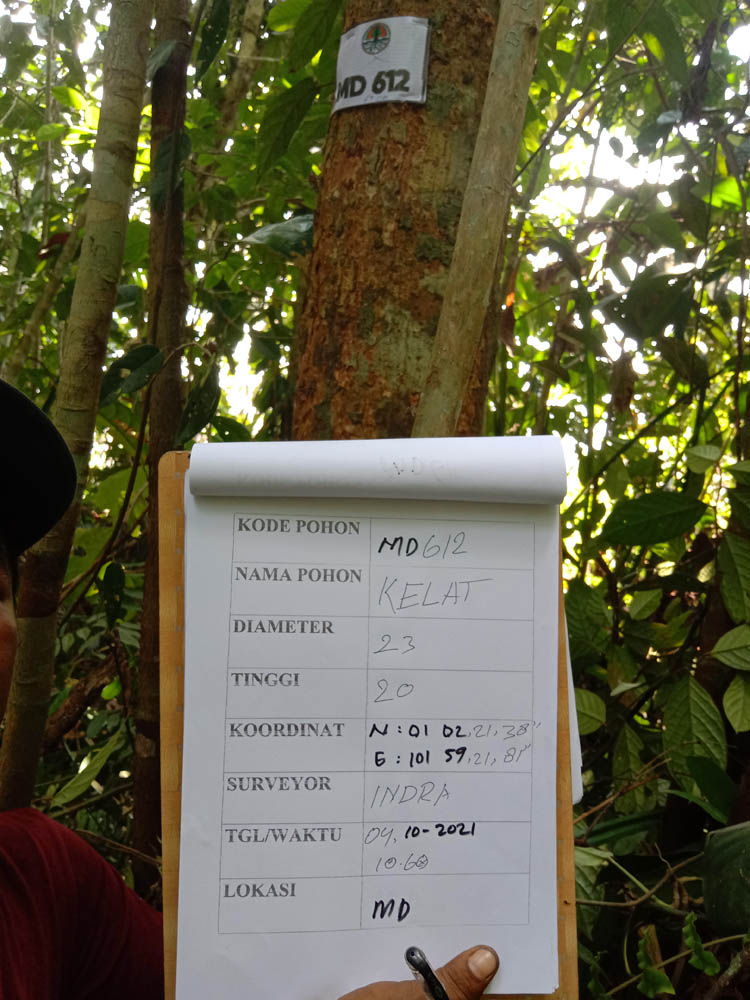 MD 612
KODE POHON MD612
NAMA POHON KELAT
DIAMETER 23
TINGGI 20
KOORDINAT N : 01 02,21,38"
E : 101 59,21,81"
SURVEYOR INDRA
TGL/WAKTU 04, 10-2021
10.60
LOKASI MD